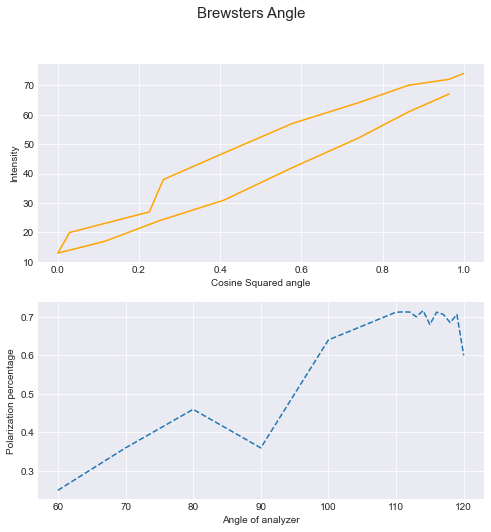 Brewsters Angle
70
60
50
40
30
20
10
Intensity
0.0 0.2 0.4 0.6 0.8 1.0
Cosine Squared angle
0.7
0.6
0.5
0.4
0.3
Polarization percentage
60 70 80 90 100 110 120
Angle of analyzer